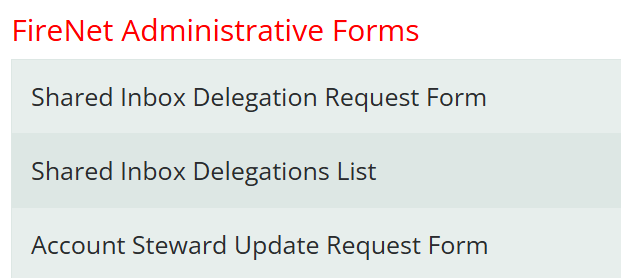 FireNet Administrative Forms
Shared Inbox Delegation Request Form
Shared Inbox Delegations List
Account Steward Update Request Form